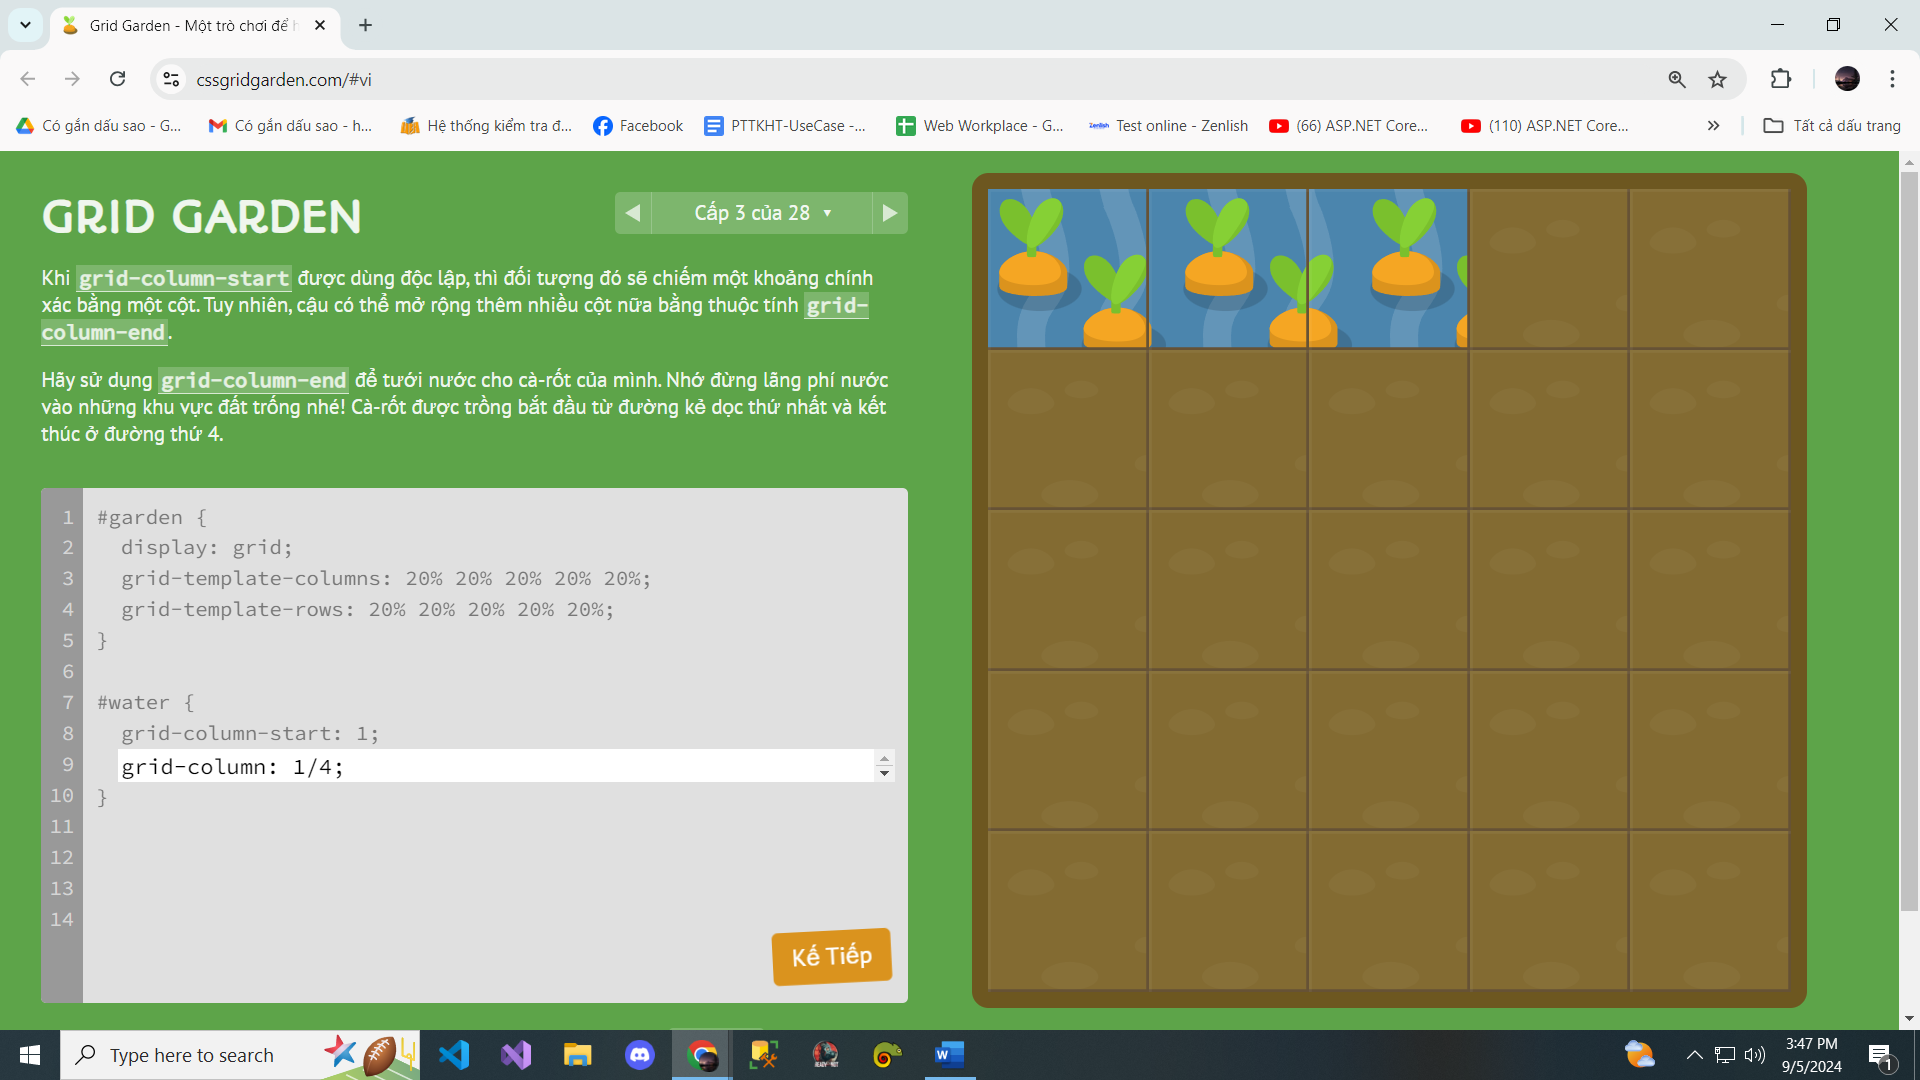 Grid Garden - Một trò chơi để h
cssgridgarden.com/#vi
Có gắn dấu sao - G...
Có gắn dấu sao - h...
Hệ thống kiểm tra đ...
Facebook
PTTKHT-UseCase -...
Web Workplace - G...
Zenlish
Test online - Zenlish
(66) ASP.NET Core...
(110) ASP.NET Core...
Tất cả dấu trang
GRID GARDEN
Cấp 3 của 28
Khi grid-column-start được dùng độc lập, thì đối tượng đó sẽ chiếm một khoảng chính
xác bằng một cột. Tuy nhiên, cậu có thể mở rộng thêm nhiều cột nữa bằng thuộc tính grid-
column-end.
Hãy sử dụng grid-column-end để tưới nước cho cà-rốt của mình. Nhớ đừng lãng phí nước
vào những khu vực đất trống nhé! Cà-rốt được trồng bắt đầu từ đường kẻ dọc thứ nhất và kết
thúc ở đường thứ 4.
1 #garden {
2 display: grid;
3 grid-template-columns: 20% 20% 20% 20% 20%;
4 grid-template-rows: 20% 20% 20% 20% 20%;
5 }
6
7 #water {
8 grid-column-start: 1;
9 grid-column: 1/4;
10 }
11
12
13
14
Kế Tiếp
Type here to search
READY OR NOT
W
3:47 PM
9/5/2024
1